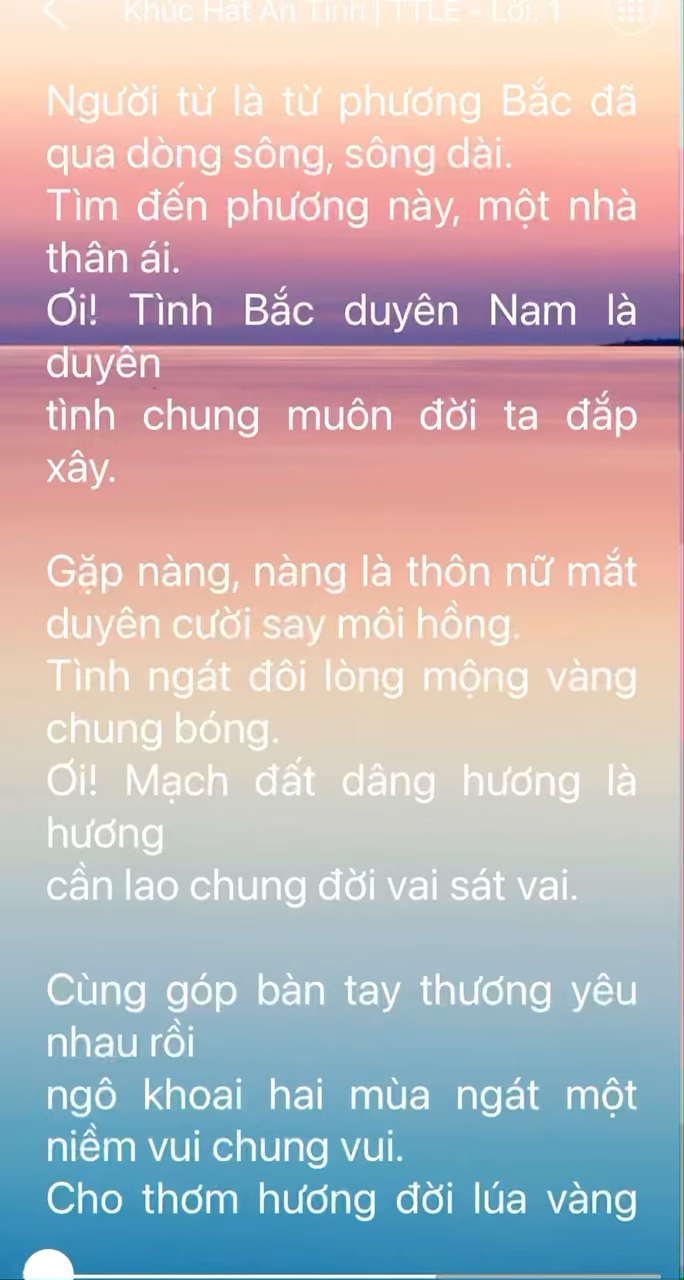 Khúc Hát Ân Tình | TTLE - Lời: 1
Người từ là từ phương Bắc đã
qua dòng sông, sông dài.
Tìm đến phương này, một nhà
thân ái.
Ơi! Tình Bắc duyên Nam là
duyên
tình chung muôn đời ta đắp
xây.
Gặp nàng, nàng là thôn nữ mắt
duyên cười say môi hồng.
Tình ngát đôi lòng mộng vàng
chung bóng.
Ơi! Mạch đất dâng hương là
hương
cần lao chung đời vai sát vai.
Cùng góp bàn tay thương yêu
nhau rồi
ngô khoai hai mùa ngát một
niềm vui chung vui.
Cho thơm hương đời lúa vàng